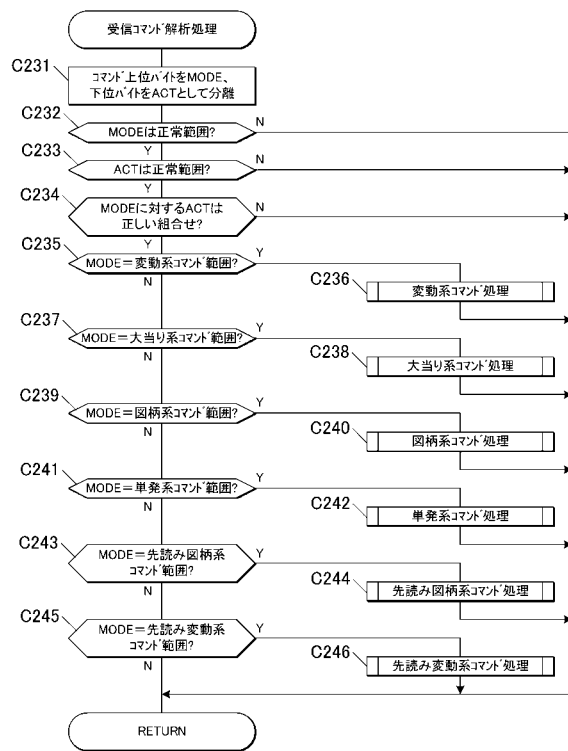 受信コマンド解析処理
C231
コマンド上位バイトをMODE、
下位バイトをACTとして分離
C232
MODEは正常範囲?
N
Y
C233
ACTは正常範囲?
N
Y
C234
MODEに対するACTは
正しい組合せ?
N
Y
C235
MODE=変動系コマンド範囲?
Y
N
C236
変動系コマンド処理
C237
MODE=大当り系コマンド範囲?
Y
N
C238
大当り系コマンド処理
C239
MODE=図柄系コマンド範囲?
Y
N
C240
図柄系コマンド処理
C241
MODE=単発系コマンド範囲?
Y
N
C242
単発系コマンド処理
C243
MODE=先読み図柄系
コマンド範囲?
Y
N
C244
先読み図柄系コマンド処理
C245
MODE=先読み変動系
コマンド範囲?
Y
N
C246
先読み変動系コマンド処理
RETURN